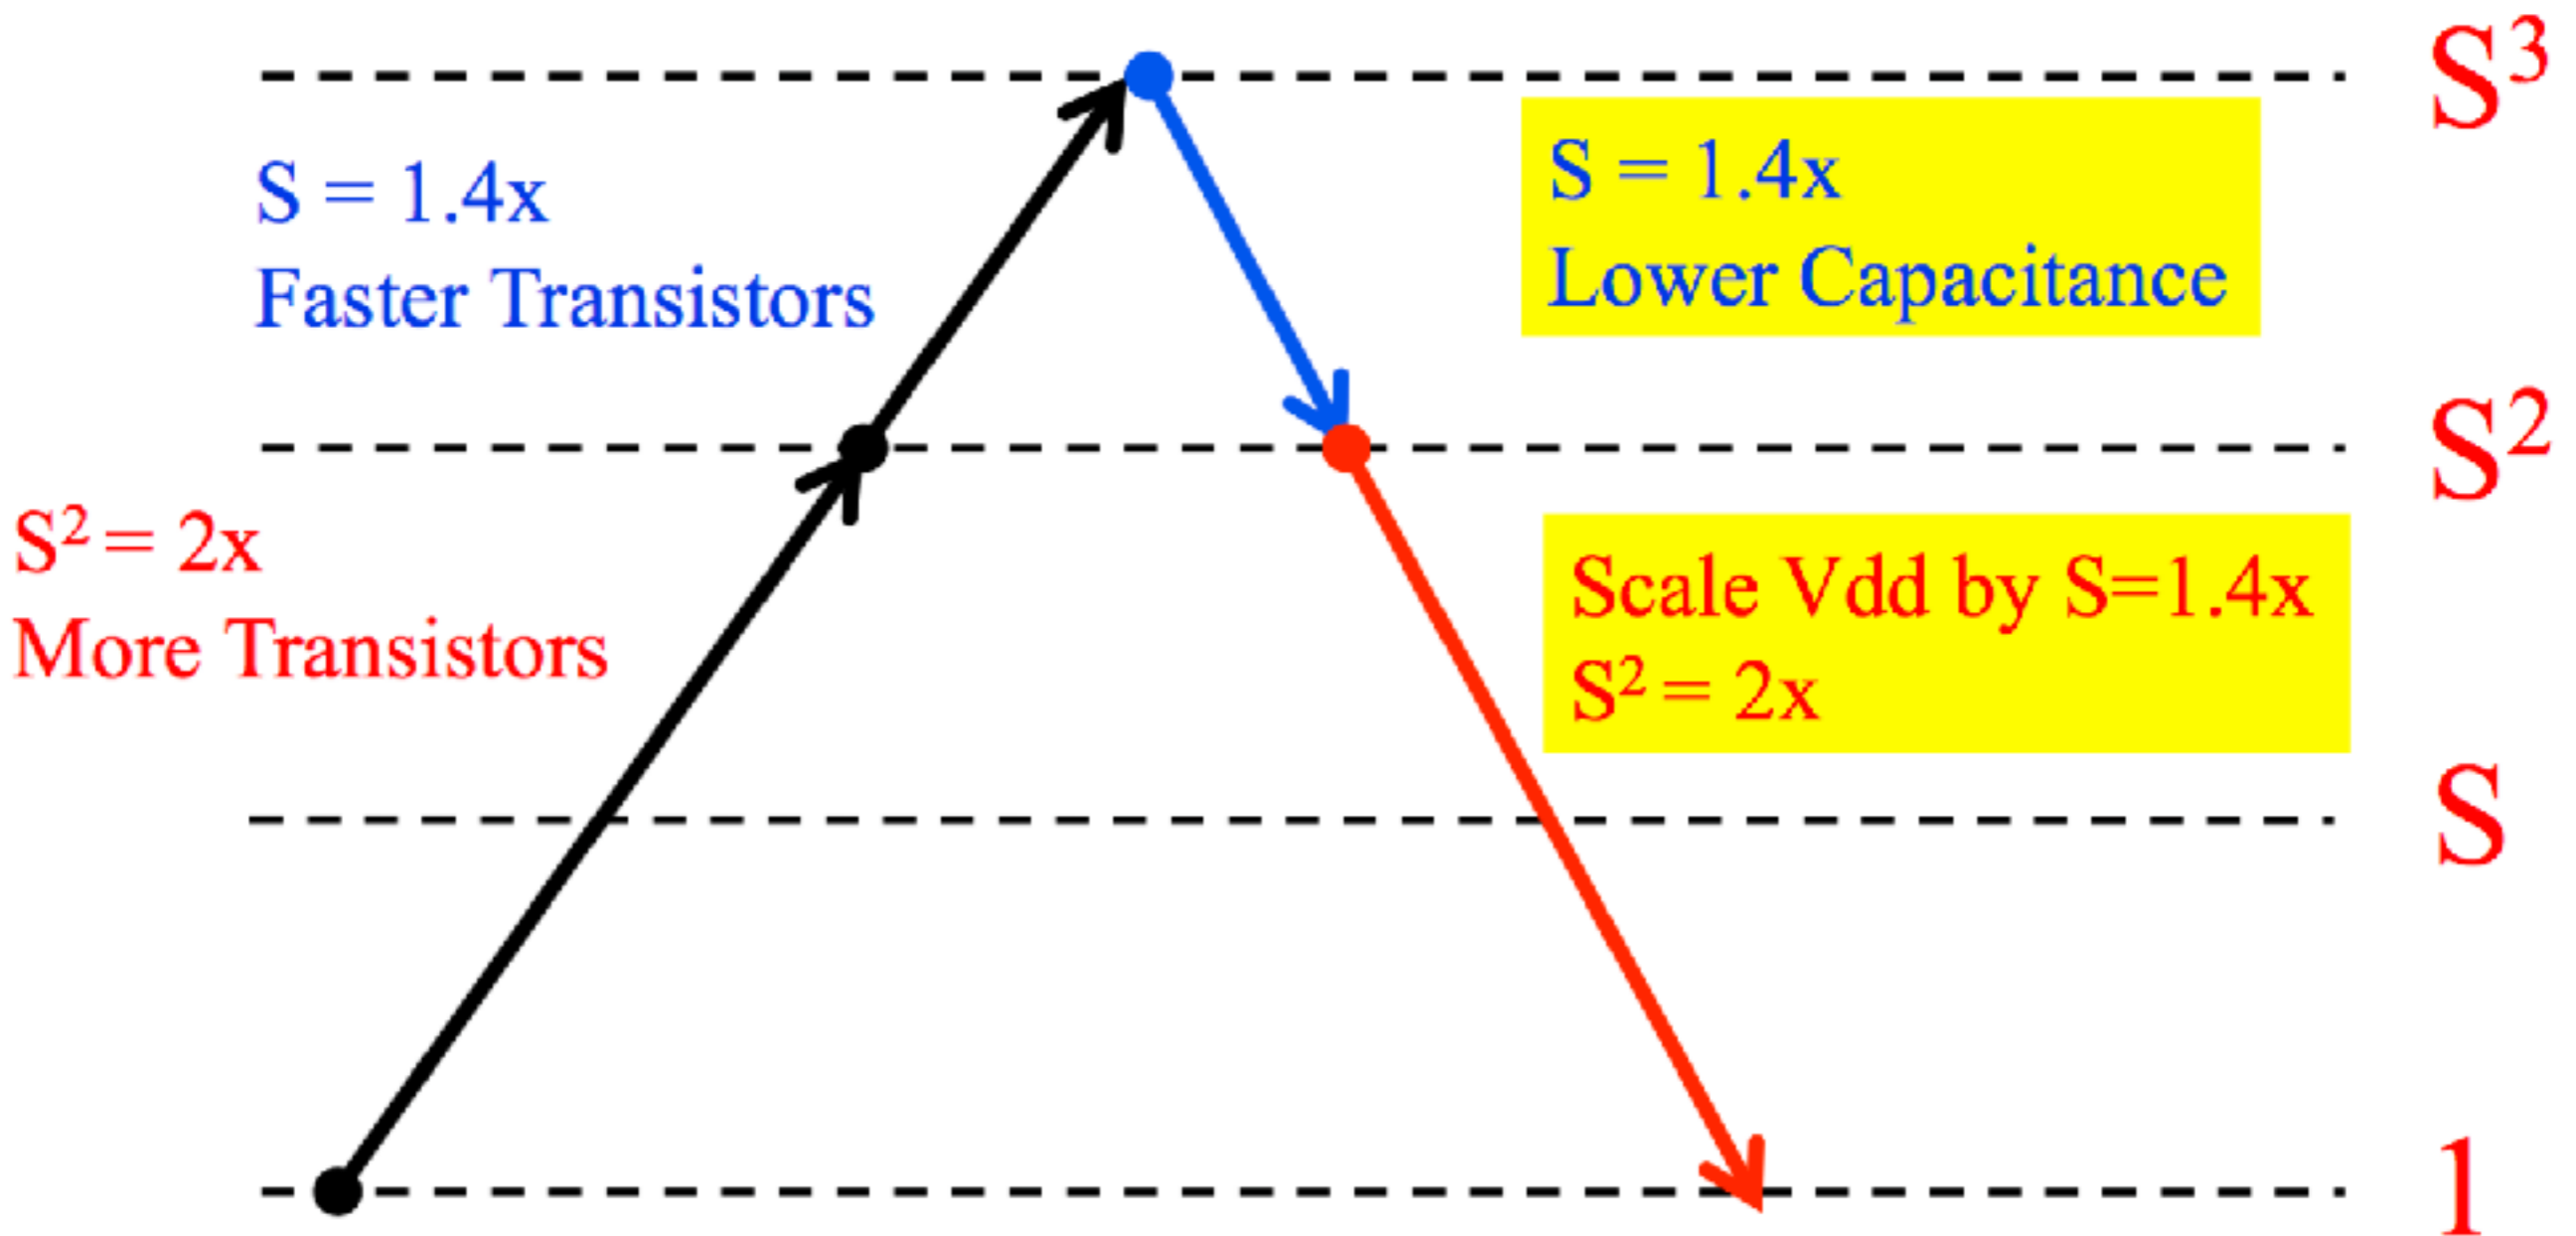 S³
S = 1.4x
Faster Transistors
S = 1.4x
Lower Capacitance
S²
S² = 2x
More Transistors
Scale Vdd by S=1.4x
S² = 2x
S
1